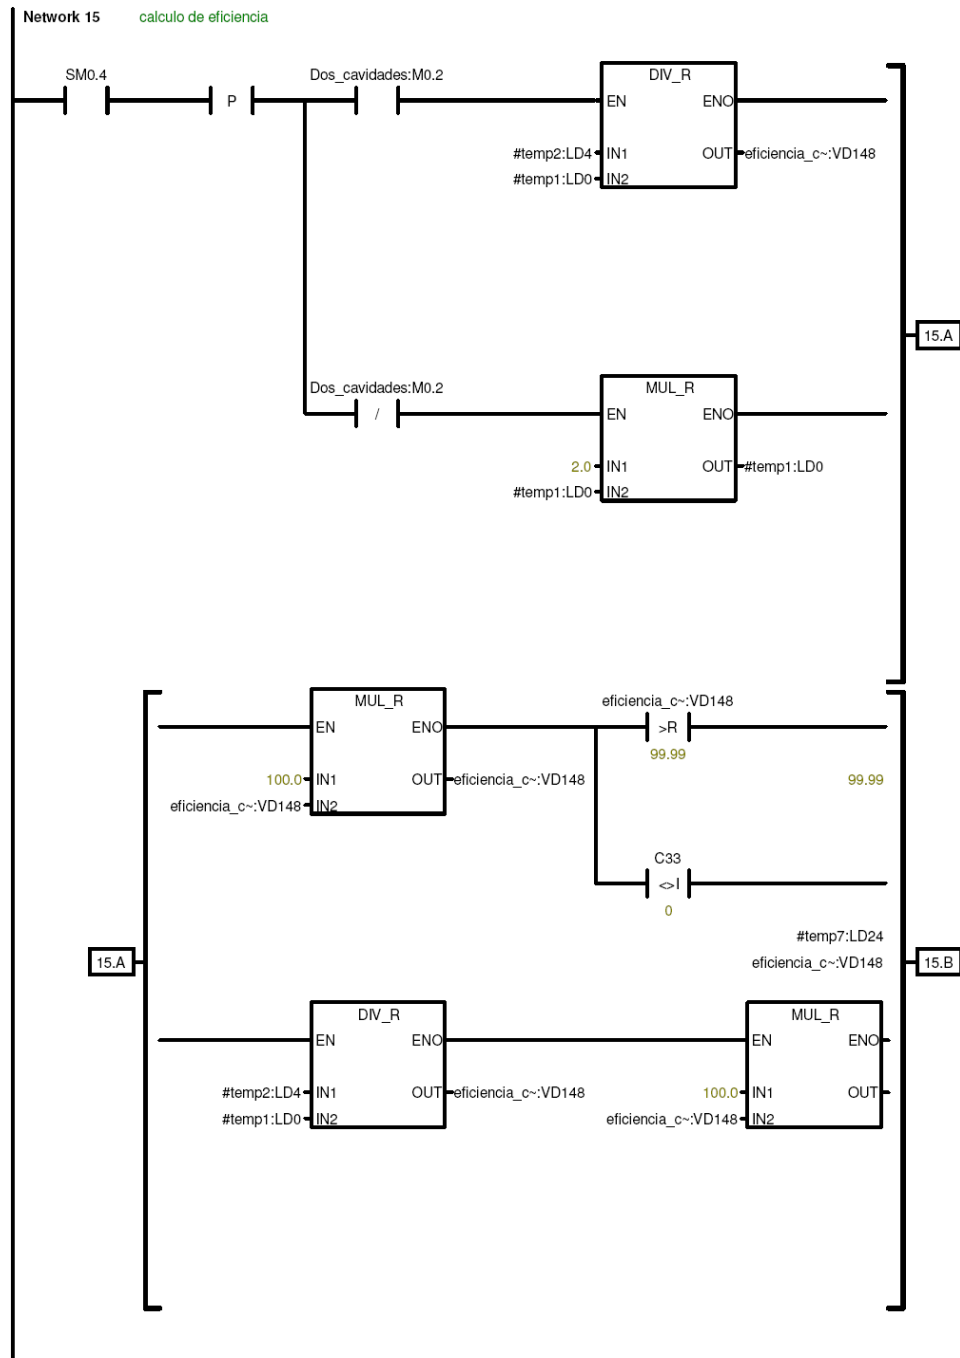 Network 15 calculo de eficiencia
SM0.4
P
Dos_cavidades:M0.2
DIV_R
EN ENO
#temp2:LD4 IN1 OUT eficiencia_c~:VD148
#temp1:LD0 IN2
15.A
Dos_cavidades:M0.2
/
MUL_R
EN ENO
2.0 IN1 OUT #temp1:LD0
#temp1:LD0 IN2
MUL_R
EN ENO
100.0 IN1 OUT eficiencia_c~:VD148
eficiencia_c~:VD148 IN2
eficiencia_c~:VD148
>R
99.99
99.99
C33
<>I
0
#temp7:LD24
eficiencia_c~:VD148
15.A
15.B
DIV_R
EN ENO
#temp2:LD4 IN1 OUT eficiencia_c~:VD148
#temp1:LD0 IN2
MUL_R
EN ENO
100.0 IN1 OUT
eficiencia_c~:VD148 IN2